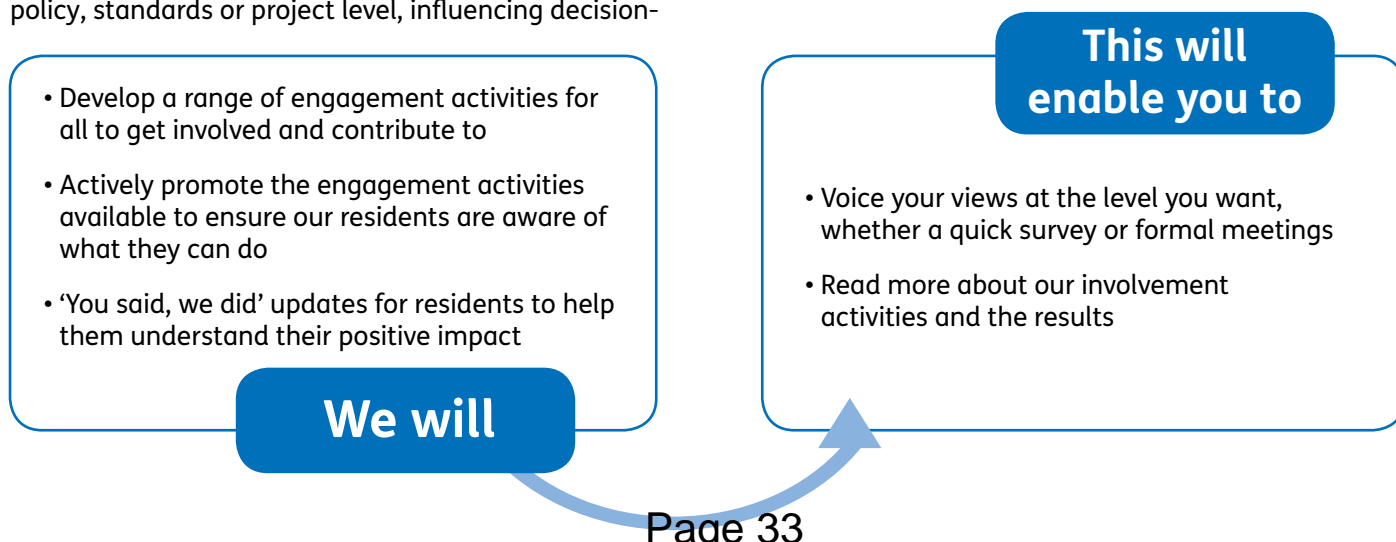 policy, standards or project level, influencing decision-
• Develop a range of engagement activities for
all to get involved and contribute to
• Actively promote the engagement activities
available to ensure our residents are aware of
what they can do
• ‘You said, we did’ updates for residents to help
them understand their positive impact
We will
This will
enable you to
• Voice your views at the level you want,
whether a quick survey or formal meetings
• Read more about our involvement
activities and the results
Page 33